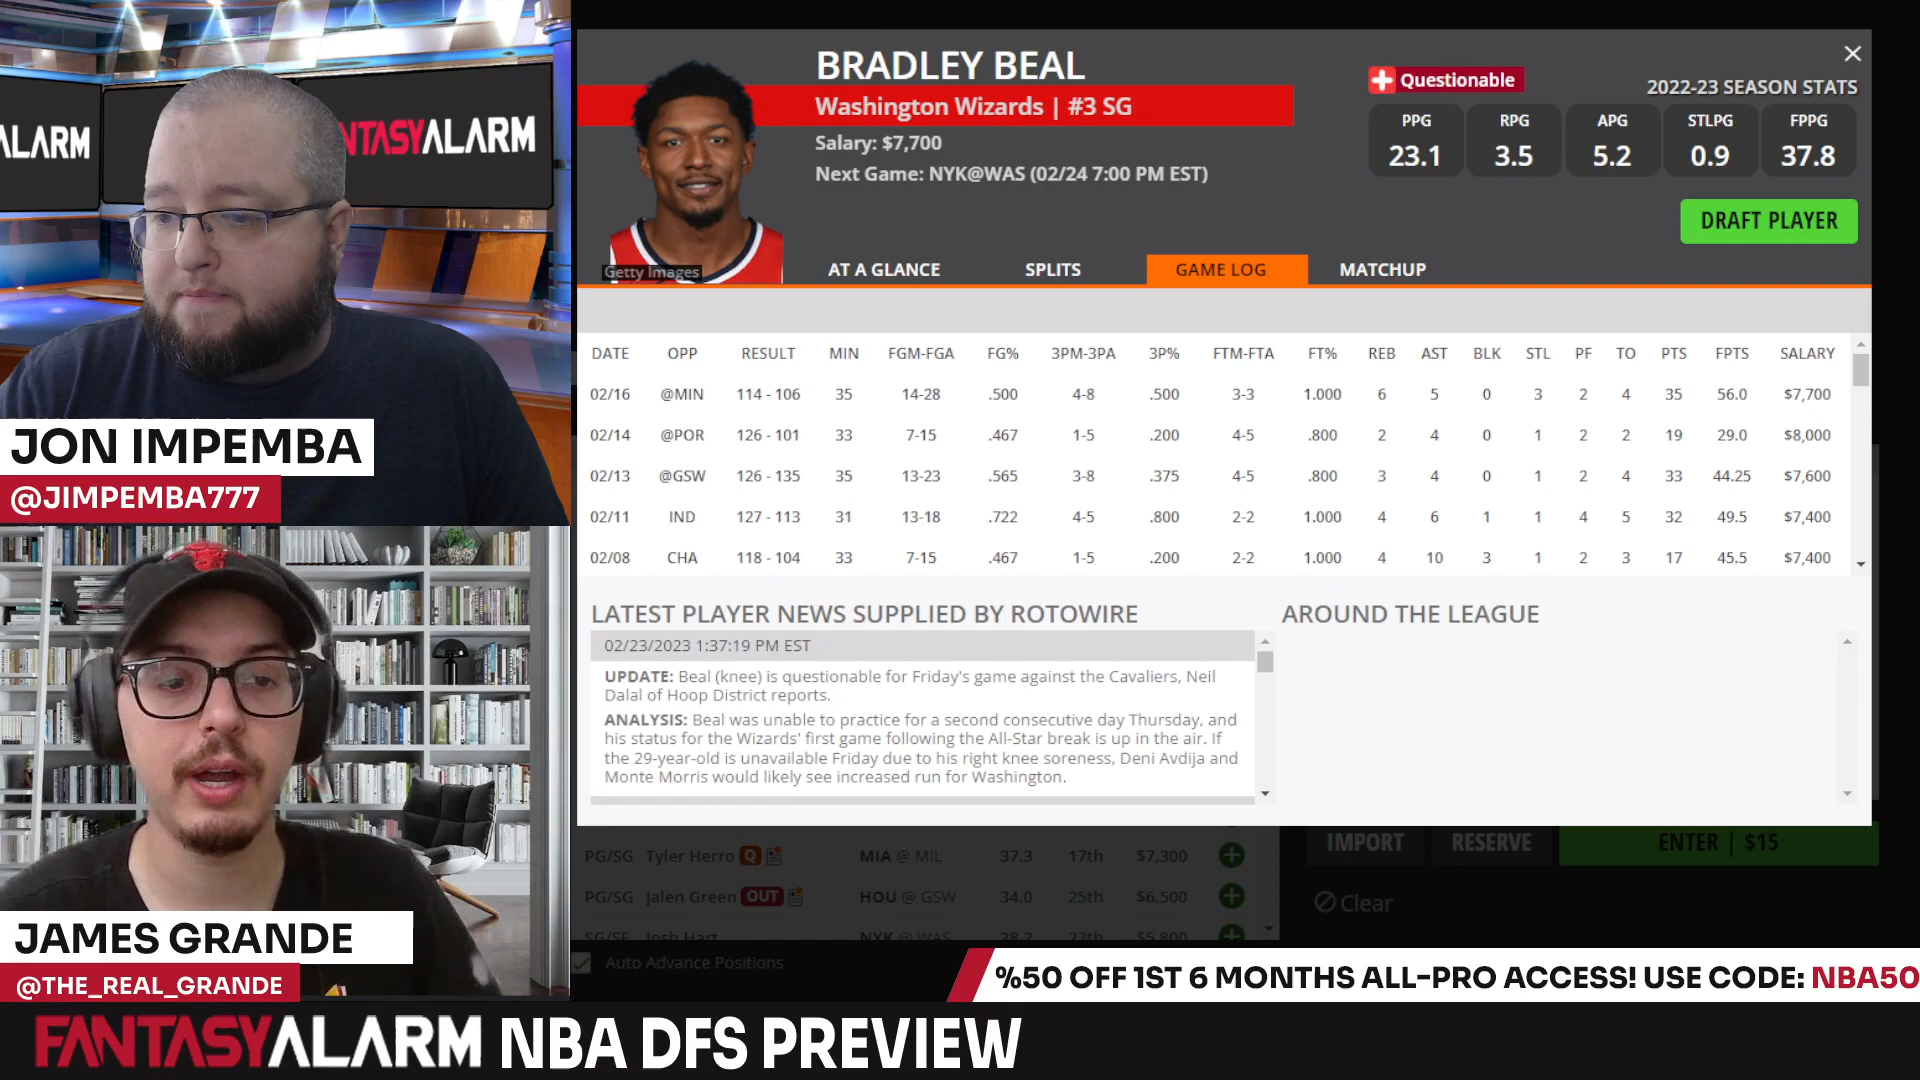 ALARM
FANTASYALARM
JON IMPEMBA
@JIMPEMBA777
JAMES GRANDE
@THE_REAL_GRANDE
BRADLEY BEAL
Washington Wizards | #3 SG
Salary: $7,700
Next Game: NYK@WAS (02/24 7:00 PM EST)
Getty Images
Questionable
2022-23 SEASON STATS
PPG RPG APG STLPG FPPG
23.1 3.5 5.2 0.9 37.8
DRAFT PLAYER
AT A GLANCE SPLITS GAME LOG MATCHUP
DATE OPP RESULT MIN FGM-FGA FG% 3PM-3PA 3P% FTM-FTA FT% REB AST BLK STL PF TO PTS FPTS SALARY
02/16 @MIN 114 - 106 35 14-28 .500 4-8 .500 3-3 1.000 6 5 0 3 2 4 35 56.0 $7,700
02/14 @POR 126 - 101 33 7-15 .467 1-5 .200 4-5 .800 2 4 0 1 2 2 19 29.0 $8,000
02/13 @GSW 126 - 135 35 13-23 .565 3-8 .375 4-5 .800 3 4 0 1 2 4 33 44.25 $7,600
02/11 IND 127 - 113 31 13-18 .722 4-5 .800 2-2 1.000 4 6 1 1 4 5 32 49.5 $7,400
02/08 CHA 118 - 104 33 7-15 .467 1-5 .200 2-2 1.000 4 10 3 1 2 3 17 45.5 $7,400
LATEST PLAYER NEWS SUPPLIED BY ROTOWIRE
02/23/2023 1:37:19 PM EST
UPDATE: Beal (knee) is questionable for Friday's game against the Cavaliers, Neil
Dalal of Hoop District reports.
ANALYSIS: Beal was unable to practice for a second consecutive day Thursday, and
his status for the Wizards' first game following the All-Star break is up in the air. If
the 29-year-old is unavailable Friday due to his right knee soreness, Deni Avdija and
Monte Morris would likely see increased run for Washington.
AROUND THE LEAGUE
PG/SG Tyler Herro Q MIA @ MIL 37.3 17th $7,300
PG/SG Jalen Green OUT HOU @ GSW 34.0 25th $6,500
SG/SF Josh Hart NYK @ WAS 28.2 27th $5,800
IMPORT RESERVE ENTER | $15
Clear
Auto Advance Positions
%50 OFF 1ST 6 MONTHS ALL-PRO ACCESS! USE CODE: NBA50
FANTASYALARM NBA DFS PREVIEW